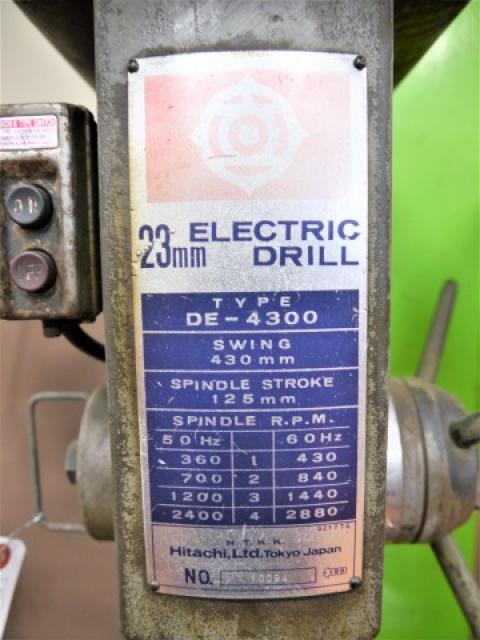 23mm ELECTRIC DRILL
TYPE
DE-4300
SWING
430mm
SPINDLE STROKE
125mm
SPINDLE R.P.M.
50Hz 60Hz
360 1 430
700 2 840
1200 3 1440
2400 4 2880
H.T.K.K.
Hitachi, Ltd. Tokyo Japan
NO. 10094